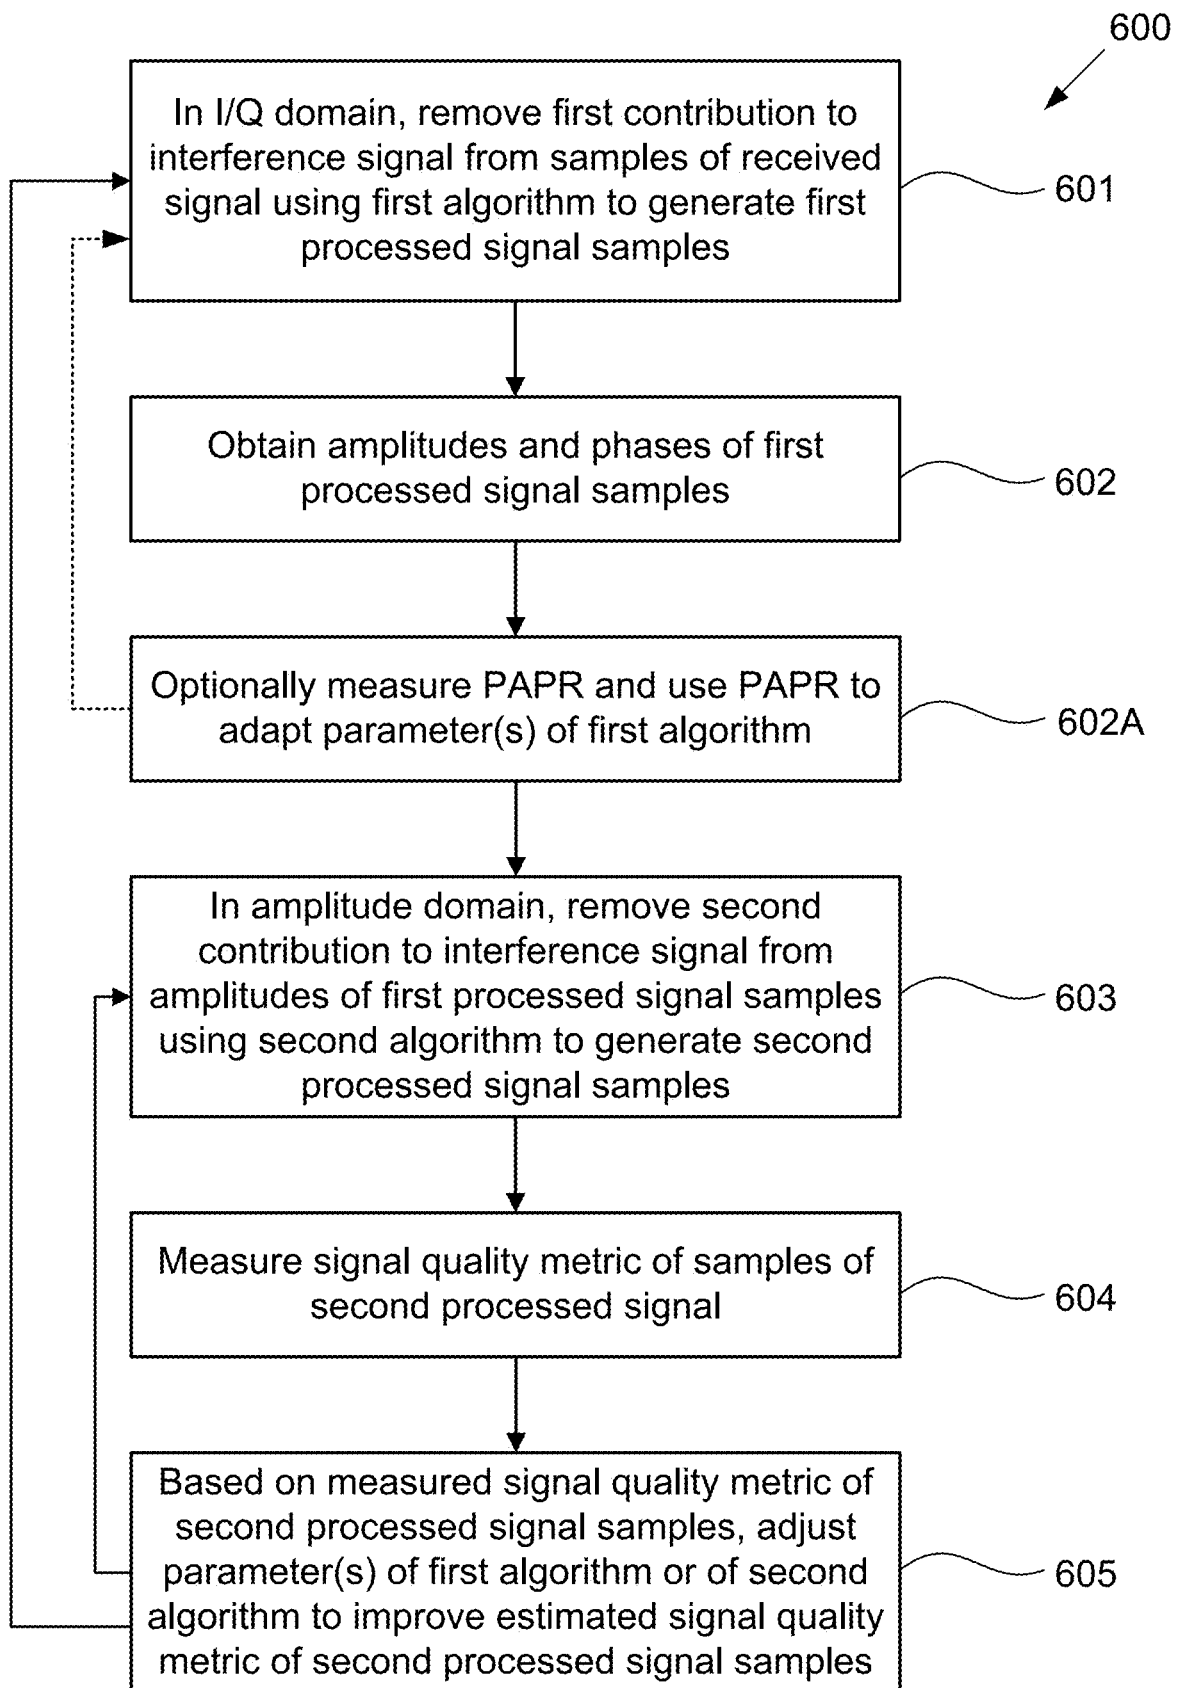 600
In I/Q domain, remove first contribution to
interference signal from samples of received
signal using first algorithm to generate first
processed signal samples
601
Obtain amplitudes and phases of first
processed signal samples
602
Optionally measure PAPR and use PAPR to
adapt parameter(s) of first algorithm
602A
In amplitude domain, remove second
contribution to interference signal from
amplitudes of first processed signal samples
using second algorithm to generate second
processed signal samples
603
Measure signal quality metric of samples of
second processed signal
604
Based on measured signal quality metric of
second processed signal samples, adjust
parameter(s) of first algorithm or of second
algorithm to improve estimated signal quality
metric of second processed signal samples
605